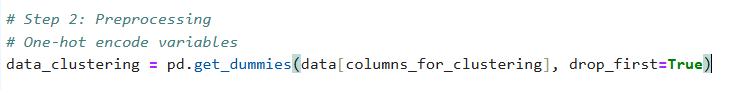 # Step 2: Preprocessing
# One-hot encode variables
data_clustering = pd.get_dummies(data[columns_for_clustering], drop_first=True)